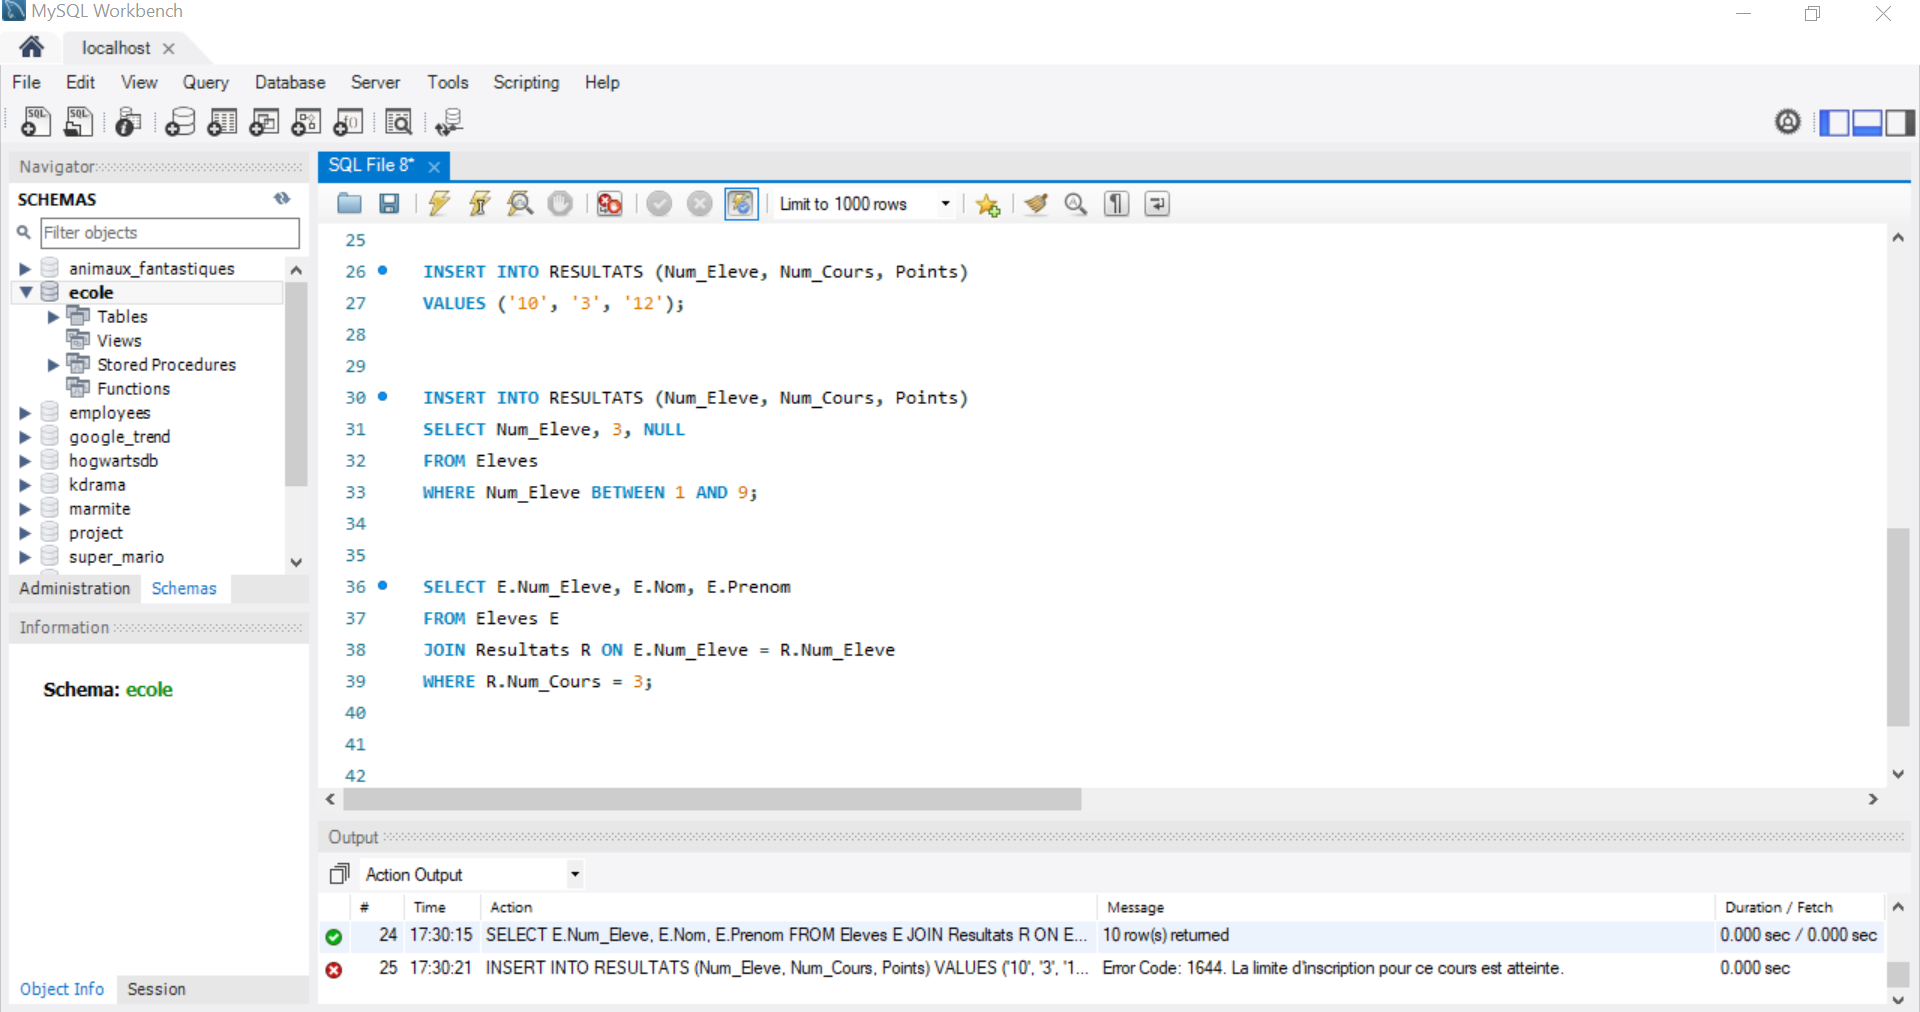 MySQL Workbench
localhost
File Edit View Query Database Server Tools Scripting Help
Navigator
SCHEMAS
Filter objects
animaux_fantastiques
ecole
Tables
Views
Stored Procedures
Functions
employees
google_trend
hogwartsdb
kdrama
marmite
project
super_mario
Administration Schemas
Information
Schema: ecole
Object Info Session
SQL File 8*
Limit to 1000 rows
25
26 INSERT INTO RESULTATS (Num_Eleve, Num_Cours, Points)
27 VALUES ('10', '3', '12');
28
29
30 INSERT INTO RESULTATS (Num_Eleve, Num_Cours, Points)
31 SELECT Num_Eleve, 3, NULL
32 FROM Eleves
33 WHERE Num_Eleve BETWEEN 1 AND 9;
34
35
36 SELECT E.Num_Eleve, E.Nom, E.Prenom
37 FROM Eleves E
38 JOIN Resultats R ON E.Num_Eleve = R.Num_Eleve
39 WHERE R.Num_Cours = 3;
40
41
42
Output
Action Output
# Time Action Message Duration / Fetch
24 17:30:15 SELECT E.Num_Eleve, E.Nom, E.Prenom FROM Eleves E JOIN Resultats R ON E... 10 row(s) returned 0.000 sec / 0.000 sec
25 17:30:21 INSERT INTO RESULTATS (Num_Eleve, Num_Cours, Points) VALUES ('10', '3', '1... Error Code: 1644. La limite d'inscription pour ce cours est atteinte. 0.000 sec